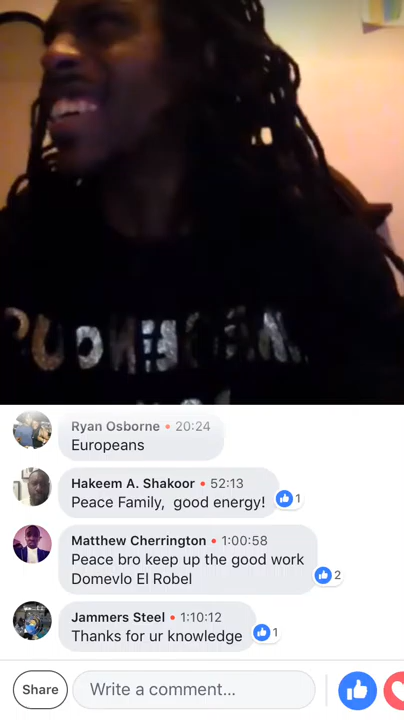 Ryan Osborne • 20:24
Europeans
Hakeem A. Shakoor • 52:13
Peace Family, good energy!
1
Matthew Cherrington • 1:00:58
Peace bro keep up the good work
Domevlo El Robel
2
Jammers Steel • 1:10:12
Thanks for ur knowledge
1
Share
Write a comment...